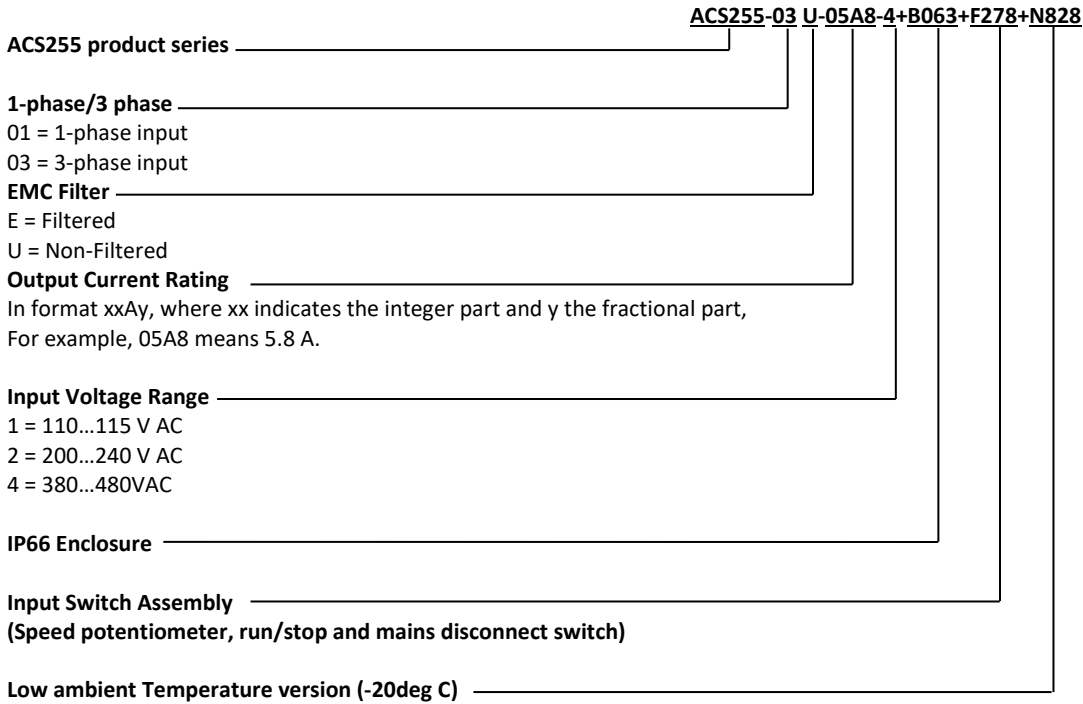 ACS255-03 U-05A8-4+B063+F278+N828
ACS255 product series
1-phase/3 phase
01 = 1-phase input
03 = 3-phase input
EMC Filter
E = Filtered
U = Non-Filtered
Output Current Rating
In format xxAy, where xx indicates the integer part and y the fractional part,
For example, 05A8 means 5.8 A.
Input Voltage Range
1 = 110…115 V AC
2 = 200…240 V AC
4 = 380…480VAC
IP66 Enclosure
Input Switch Assembly
(Speed potentiometer, run/stop and mains disconnect switch)
Low ambient Temperature version (-20deg C)